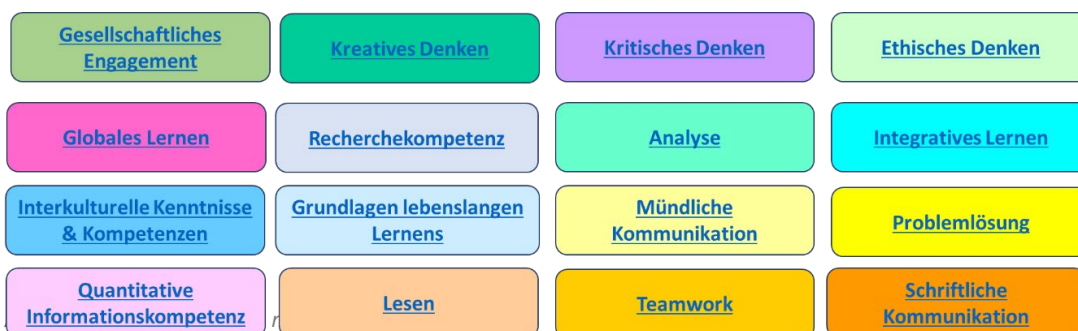 Gesellschaftliches
Engagement
Kreatives Denken
Kritisches Denken
Ethisches Denken
Globales Lernen
Recherchekompetenz
Analyse
Integratives Lernen
Interkulturelle Kenntnisse
& Kompetenzen
Grundlagen lebenslangen
Lernens
Mündliche
Kommunikation
Problemlösung
Quantitative
Informationskompetenz
Lesen
Teamwork
Schriftliche
Kommunikation